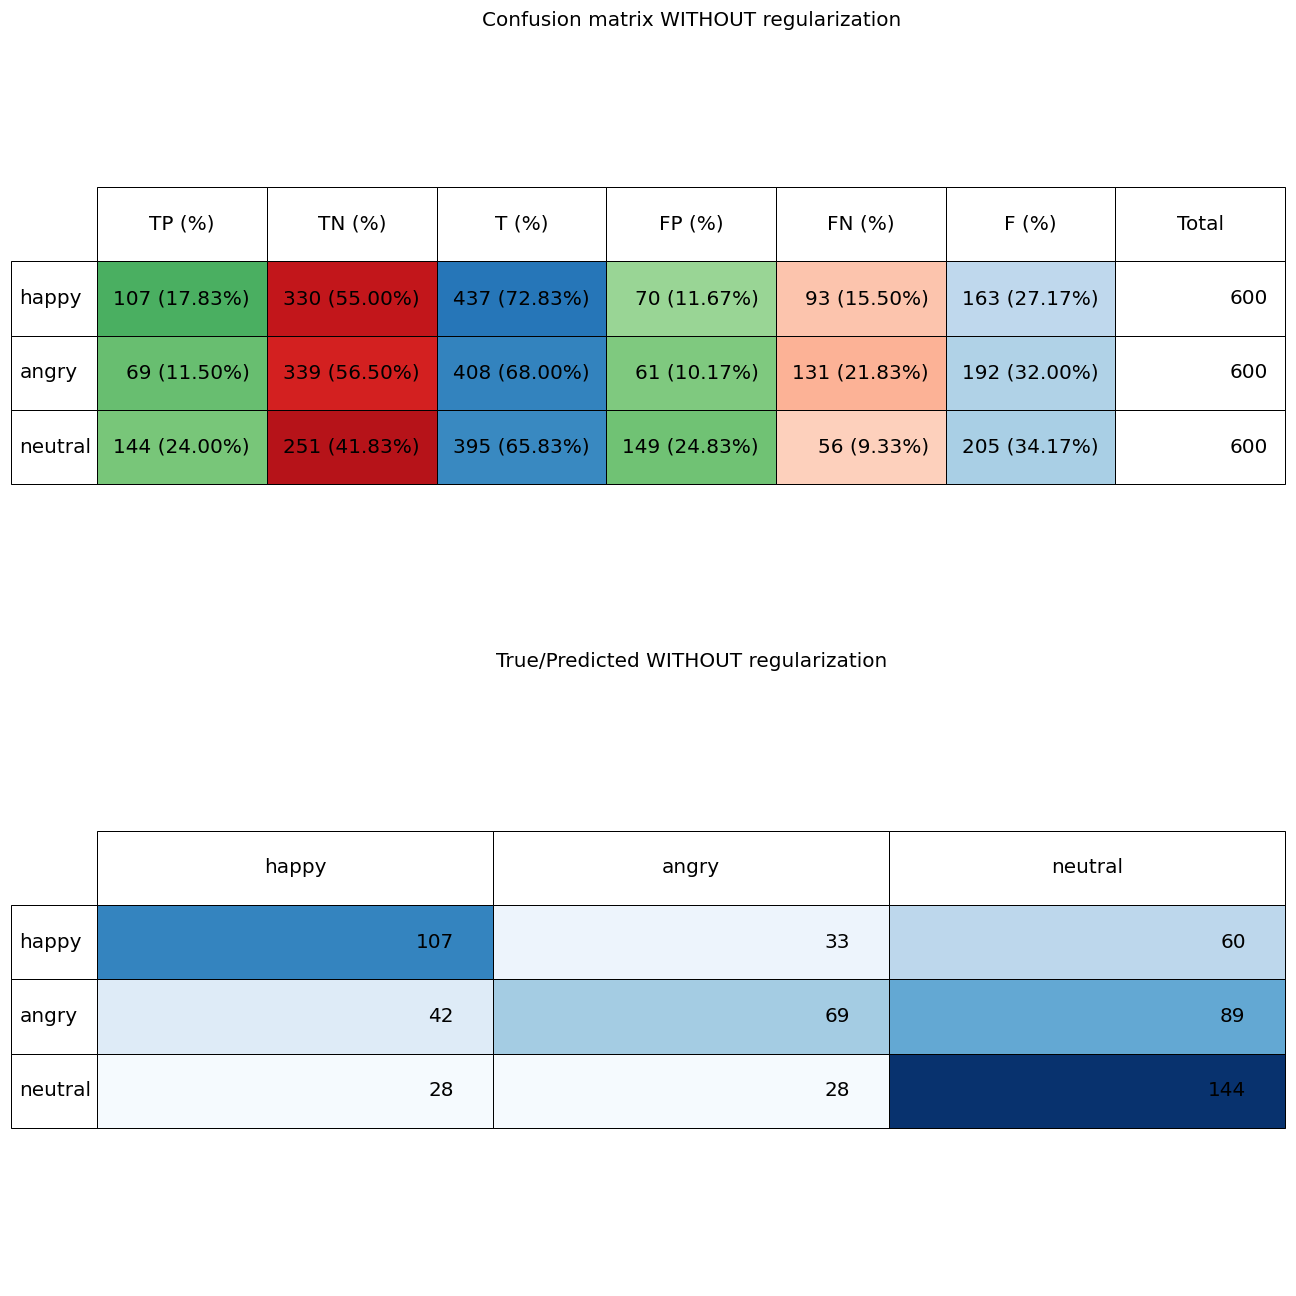 Confusion matrix WITHOUT regularization
TP (%) TN (%) T (%) FP (%) FN (%) F (%) Total
happy 107 (17.83%) 330 (55.00%) 437 (72.83%) 70 (11.67%) 93 (15.50%) 163 (27.17%) 600
angry 69 (11.50%) 339 (56.50%) 408 (68.00%) 61 (10.17%) 131 (21.83%) 192 (32.00%) 600
neutral 144 (24.00%) 251 (41.83%) 395 (65.83%) 149 (24.83%) 56 (9.33%) 205 (34.17%) 600
True/Predicted WITHOUT regularization
happy angry neutral
happy 107 33 60
angry 42 69 89
neutral 28 28 144